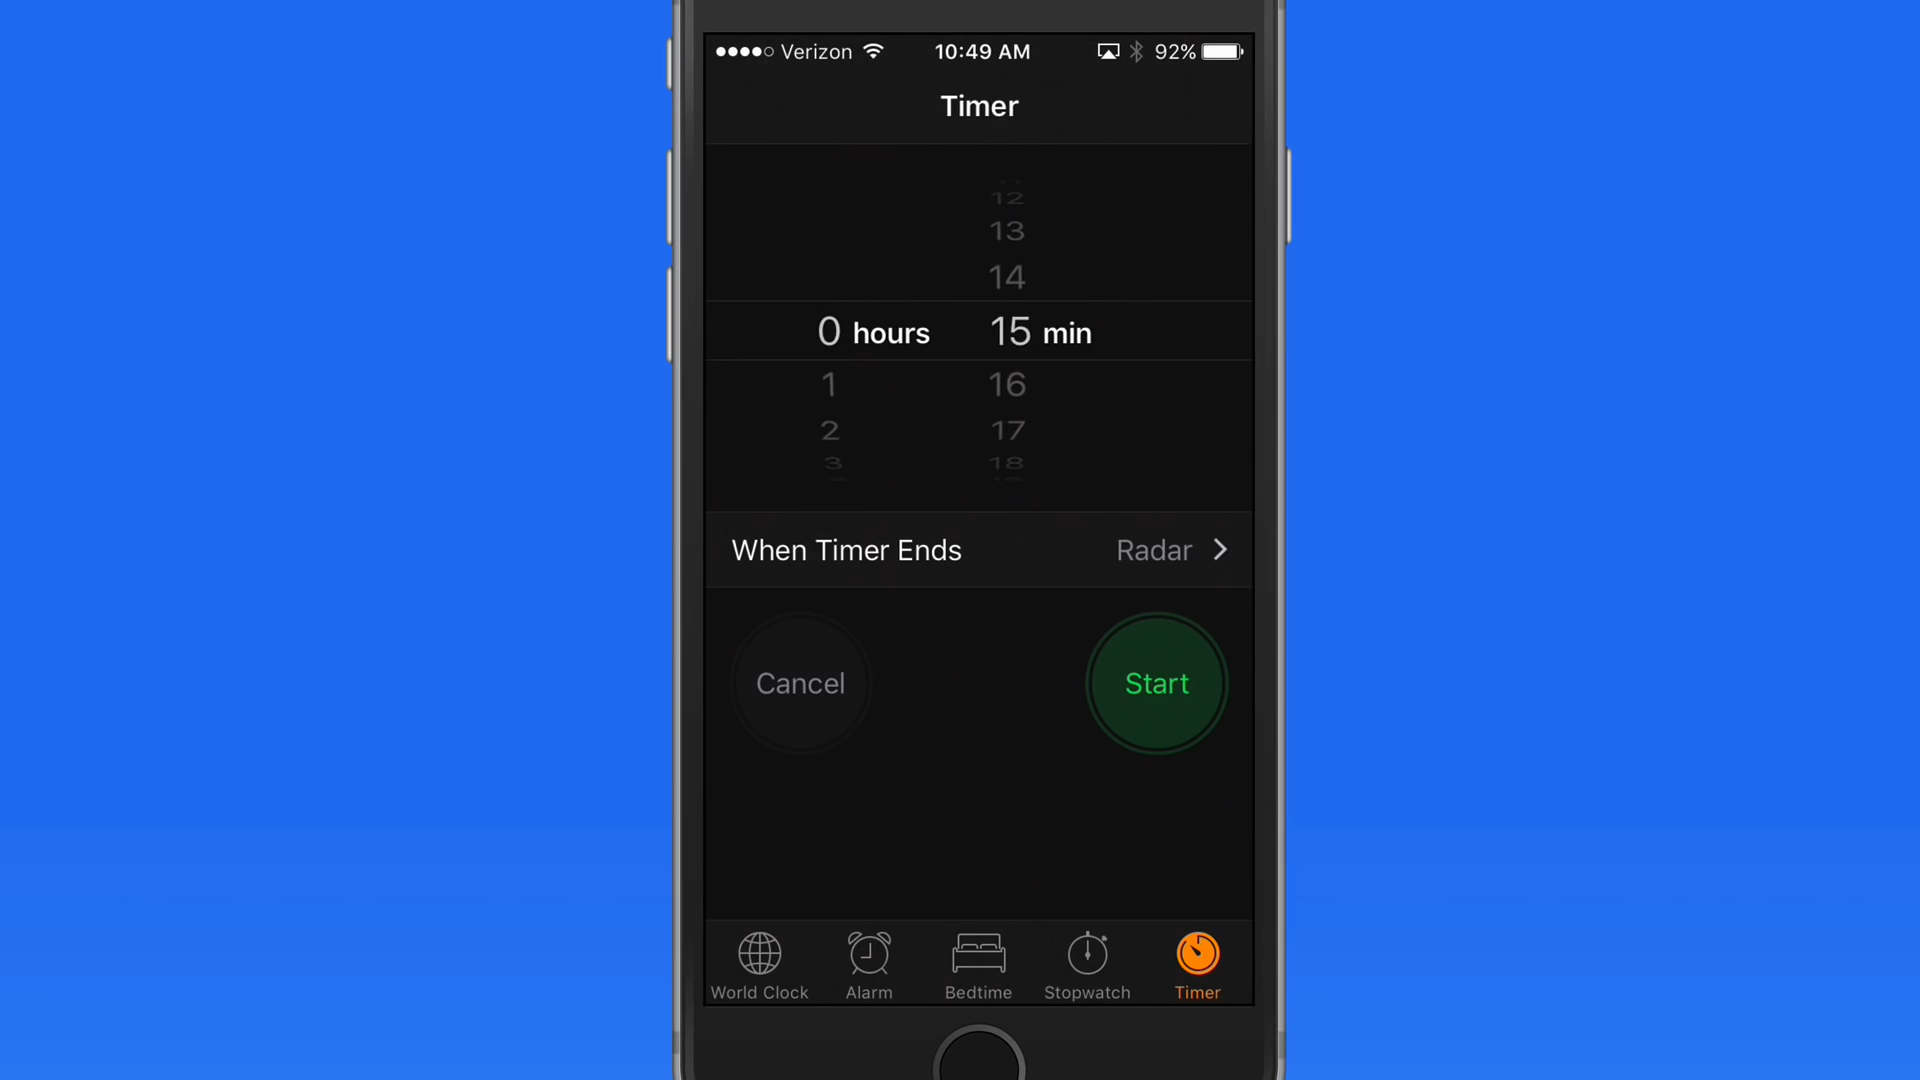 Verizon 10:49 AM 92%
Timer
12
13
14
0 hours 15 min
1 16
2 17
3 18
When Timer Ends Radar
Cancel Start
World Clock Alarm Bedtime Stopwatch Timer